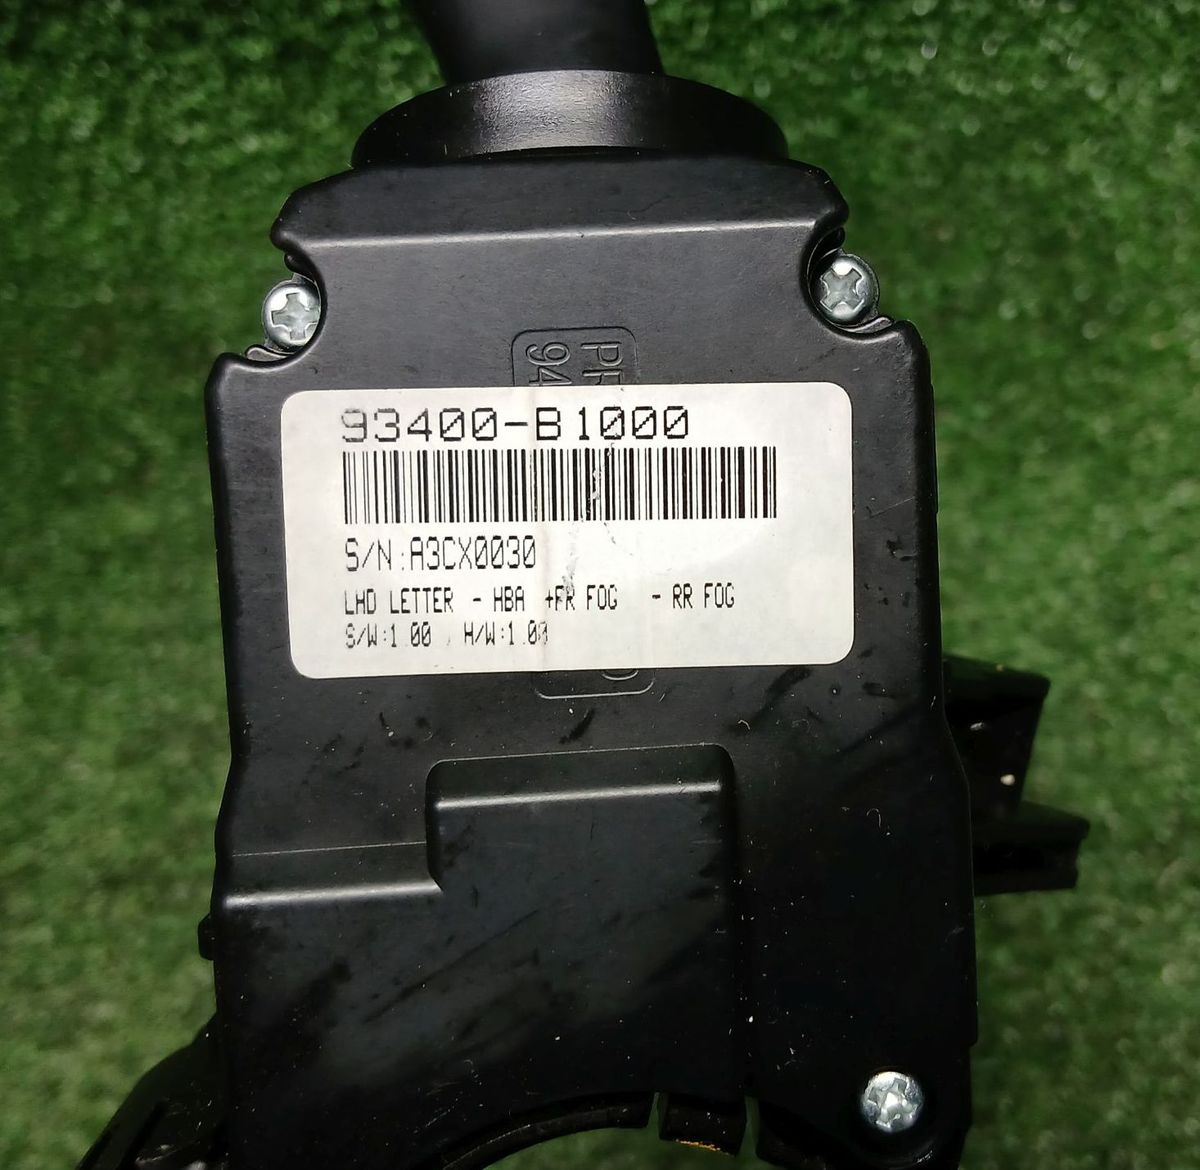 93400-B1000
S/N:A3CX0030
LHD LETTER - HBA +FR FOG - RR FOG
S/W:1.00 , H/W:1.00